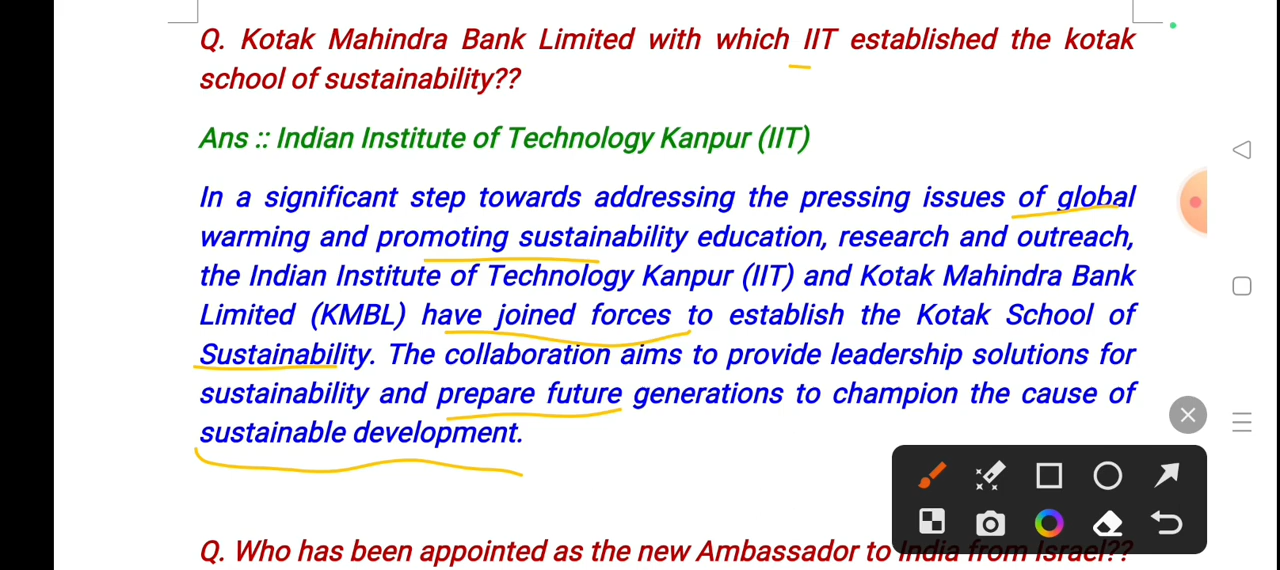 Q. Kotak Mahindra Bank Limited with which IIT established the kotak
school of sustainability??
Ans :: Indian Institute of Technology Kanpur (IIT)
In a significant step towards addressing the pressing issues of global
warming and promoting sustainability education, research and outreach,
the Indian Institute of Technology Kanpur (IIT) and Kotak Mahindra Bank
Limited (KMBL) have joined forces to establish the Kotak School of
Sustainability. The collaboration aims to provide leadership solutions for
sustainability and prepare future generations to champion the cause of
sustainable development.
Q. Who has been appointed as the new Ambassador to India from Israel??